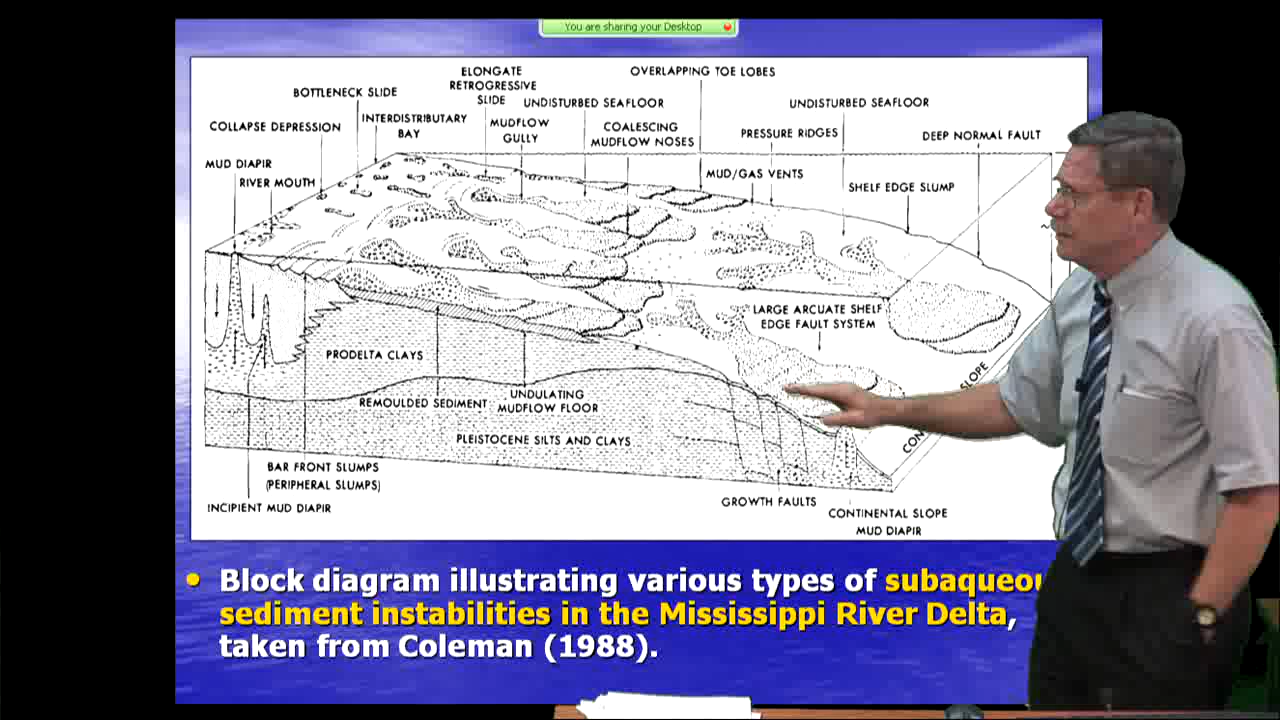 You are sharing your Desktop
ELONGATE
RETROGRESSIVE
SLIDE
OVERLAPPING TOE LOBES
BOTTLENECK SLIDE
UNDISTURBED SEAFLOOR
UNDISTURBED SEAFLOOR
COLLAPSE DEPRESSION
INTERDISTRIBUTARY
BAY
MUDFLOW
GULLY
COALESCING
MUDFLOW NOSES
PRESSURE RIDGES
DEEP NORMAL FAULT
MUD DIAPIR
RIVER MOUTH
MUD/GAS VENTS
SHELF EDGE SLUMP
LARGE ARCUATE SHELF
EDGE FAULT SYSTEM
PRODELTA CLAYS
SLOPE
REMOULDED SEDIMENT
UNDULATING
MUDFLOW FLOOR
CON
PLEISTOCENE SILTS AND CLAYS
BAR FRONT SLUMPS
(PERIPHERAL SLUMPS)
INCIPIENT MUD DIAPIR
GROWTH FAULTS
CONTINENTAL SLOPE
MUD DIAPIR
• Block diagram illustrating various types of subaqueou
sediment instabilities in the Mississippi River Delta,
taken from Coleman (1988).